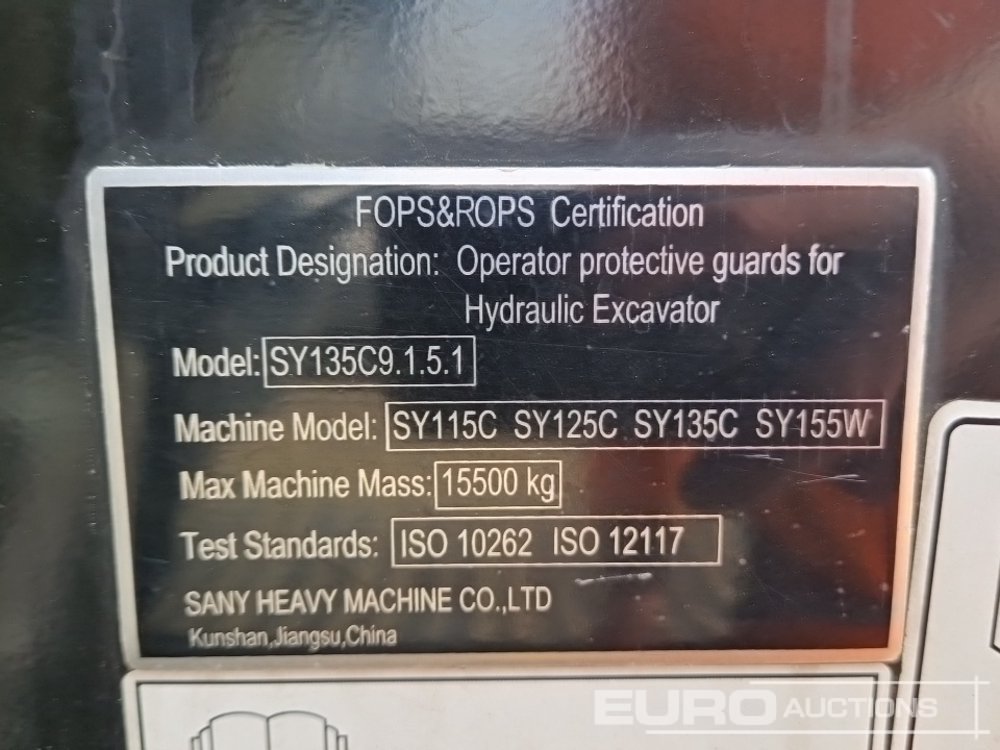 FOPS&ROPS Certification
Product Designation: Operator protective guards for
Hydraulic Excavator
Model: SY135C9.1.5.1
Machine Model: SY115C SY125C SY135C SY155W
Max Machine Mass: 15500 kg
Test Standards: ISO 10262 ISO 12117
SANY HEAVY MACHINE CO.,LTD
Kunshan,Jiangsu,China
EURO AUCTIONS